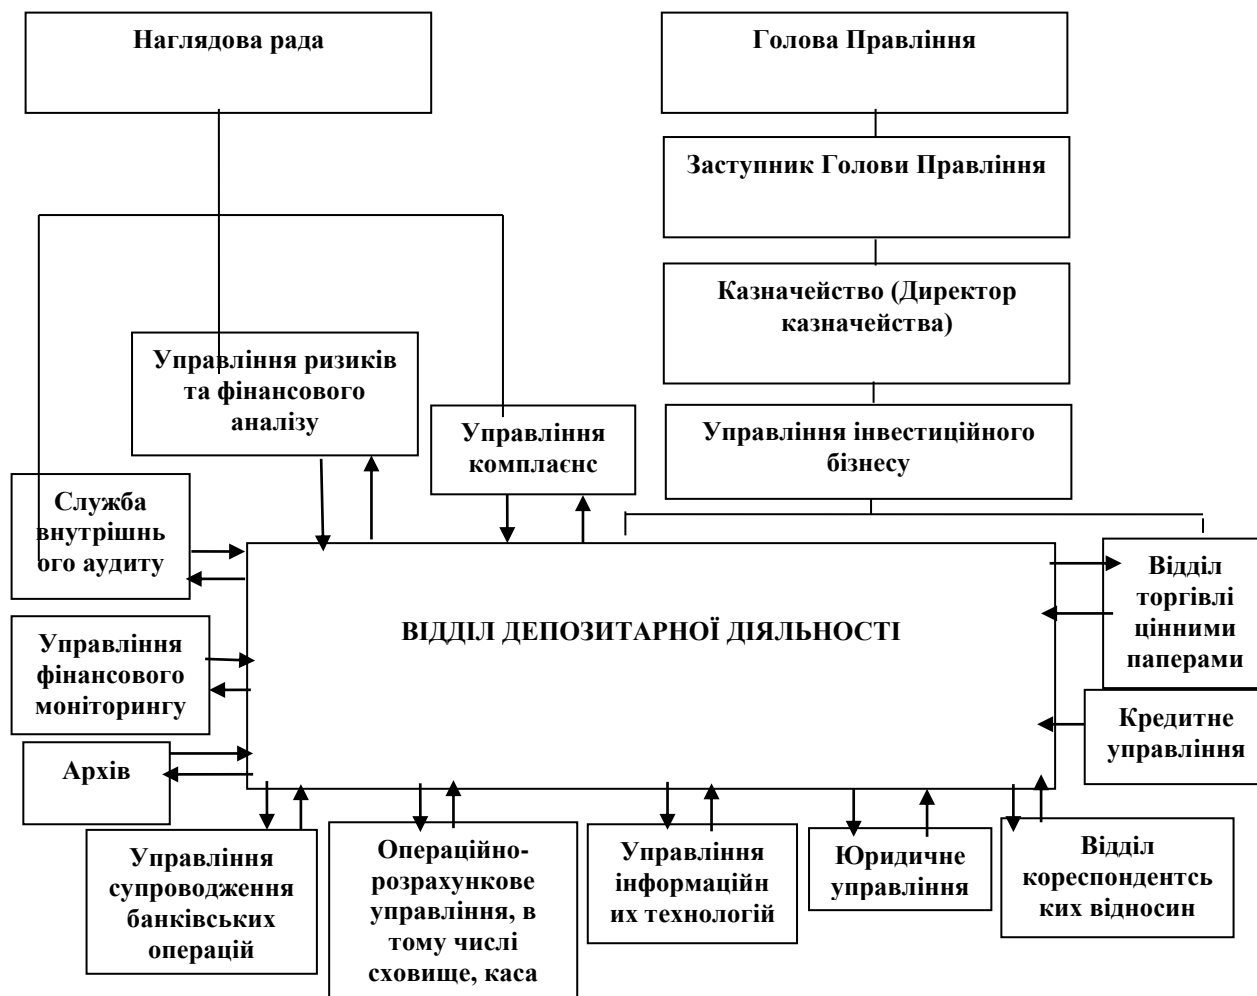 Наглядова рада
Голова Правління
Заступник Голови Правління
Казначейство (Директор
казначейства)
Управління ризиків
та фінансового
аналізу
Управління
комплаєнс
Управління інвестиційного
бізнесу
Служба
внутрішнь
ого аудиту
ВІДДІЛ ДЕПОЗИТАРНОЇ ДІЯЛЬНОСТІ
Відділ
торгівлі
цінними
паперами
Управління
фінансового
моніторингу
Кредитне
управління
Архів
Управління
супроводження
банківських
операцій
Операційно-
розрахункове
управління, в
тому числі
сховище, каса
Управління
інформаційн
их технологій
Юридичне
управління
Відділ
кореспондентсь
ких відносин